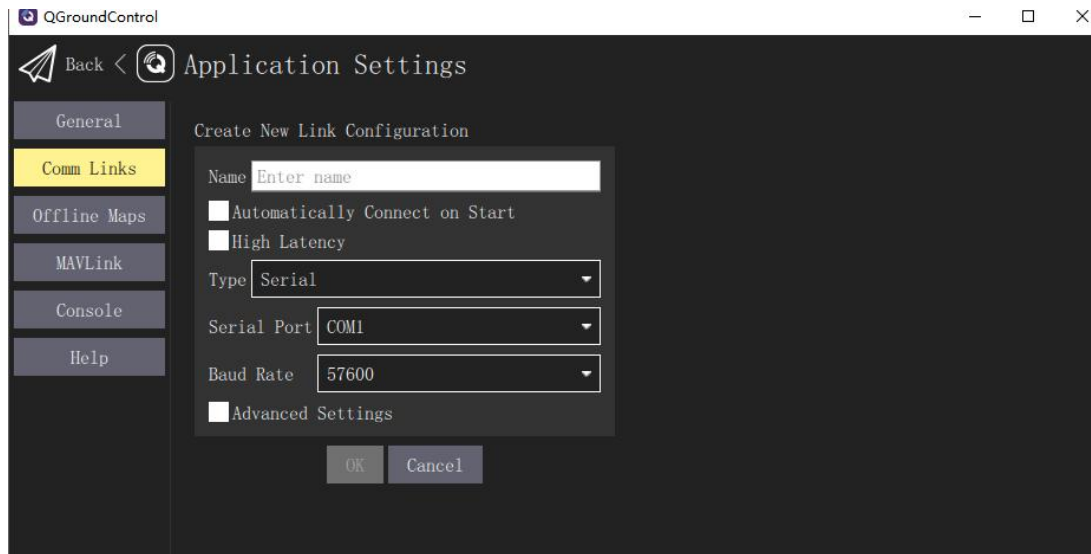 QGroundControl
Back < Application Settings
General
Comm Links
Offline Maps
MAVLink
Console
Help
Create New Link Configuration
Name Enter name
Automatically Connect on Start
High Latency
Type Serial
Serial Port COM1
Baud Rate 57600
Advanced Settings
OK Cancel